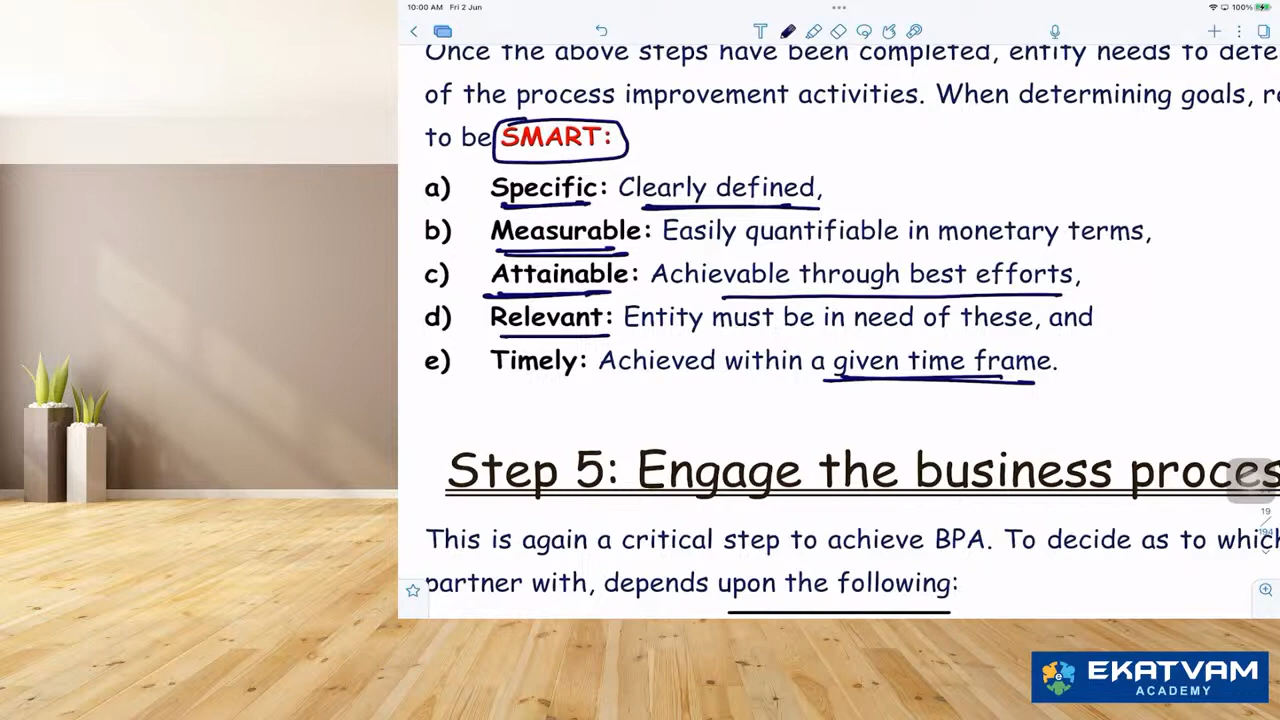 10:00 AM Fri 2 Jun
100%
Once the above steps have been completed, entity needs to dete
of the process improvement activities. When determining goals, re
to be SMART:
a) Specific: Clearly defined,
b) Measurable: Easily quantifiable in monetary terms,
c) Attainable: Achievable through best efforts,
d) Relevant: Entity must be in need of these, and
e) Timely: Achieved within a given time frame.
Step 5: Engage the business proces
This is again a critical step to achieve BPA. To decide as to which
partner with, depends upon the following:
19
194
EKATVAM
ACADEMY